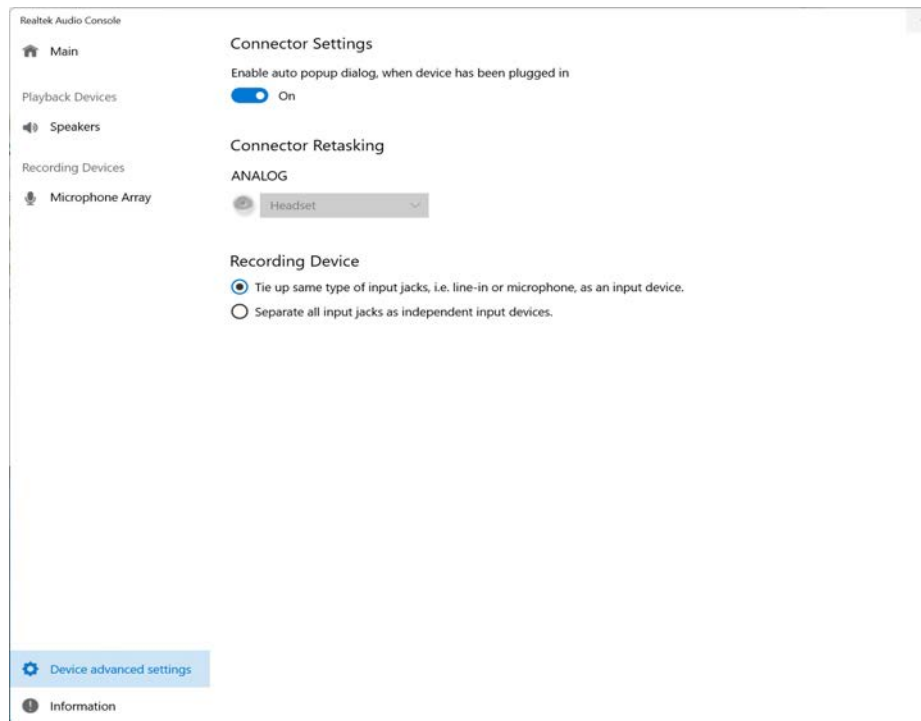 Realtek Audio Console
Main
Playback Devices
Speakers
Recording Devices
Microphone Array
Device advanced settings
Information
Connector Settings
Enable auto popup dialog, when device has been plugged in
On
Connector Retasking
ANALOG
Headset
Recording Device
Tie up same type of input jacks, i.e. line-in or microphone, as an input device.
Separate all input jacks as independent input devices.